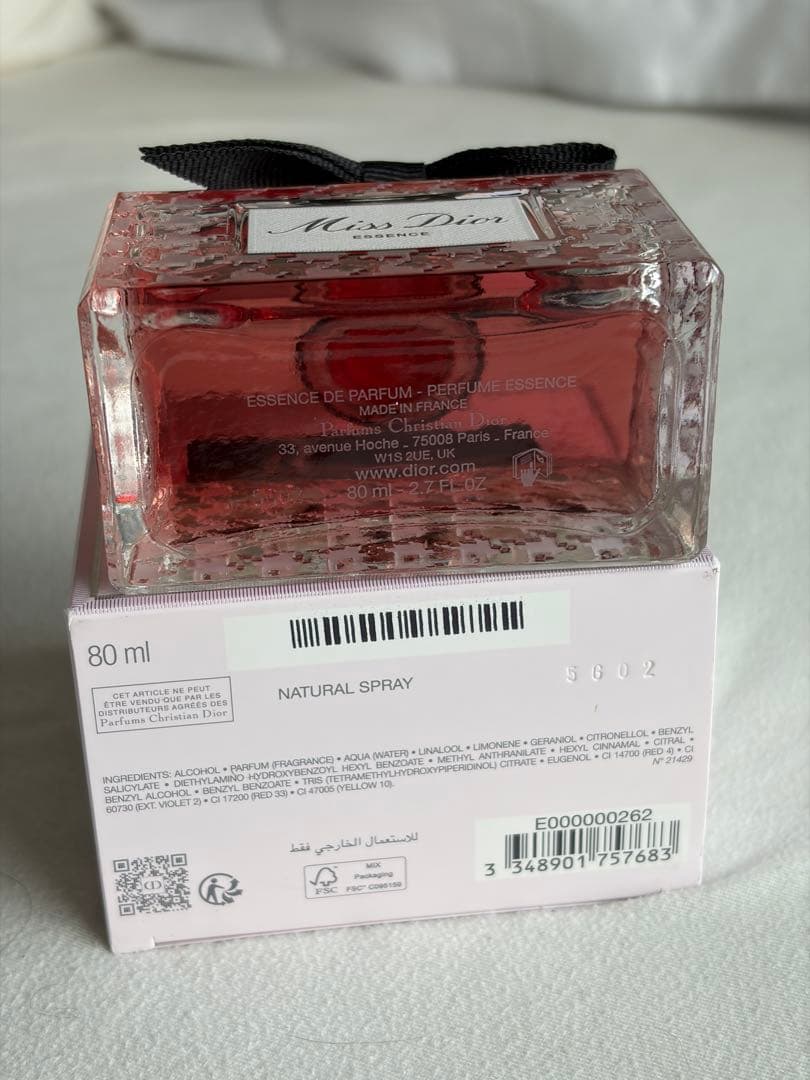 Miss Dior
ESSENCE
ESSENCE DE PARFUM - PERFUME ESSENCE
MADE IN FRANCE
Parfums Christian Dior
33, avenue Hoche - 75008 Paris - France
W1S 2UE, UK
www.dior.com
80 ml - 2.7 FL.OZ
80 ml
NATURAL SPRAY
5602
CET ARTICLE NE PEUT
ÊTRE VENDU QUE PAR LES
DISTRIBUTEURS AGRÉÉS DES
Parfums Christian Dior
INGREDIENTS: ALCOHOL • PARFUM (FRAGRANCE) • AQUA (WATER) • LINALOOL • LIMONENE • GERANIOL • CITRONELLOL • BENZYL
SALICYLATE • DIETHYLAMINO HYDROXYBENZOYL HEXYL BENZOATE • METHYL ANTHRANILATE • HEXYL CINNAMAL • CITRAL •
BENZYL ALCOHOL • BENZYL BENZOATE • TRIS (TETRAMETHYLHYDROXYPIPERIDINOL) CITRATE • EUGENOL • CI 14700 (RED 4) • CI
60730 (EXT. VIOLET 2) • CI 17200 (RED 33) • CI 47005 (YELLOW 10).
N° 21429
للاستعمال الخارجي فقط
E000000262
3 348901 757683
CD
FSC
MIX
Packaging
FSC® C095159